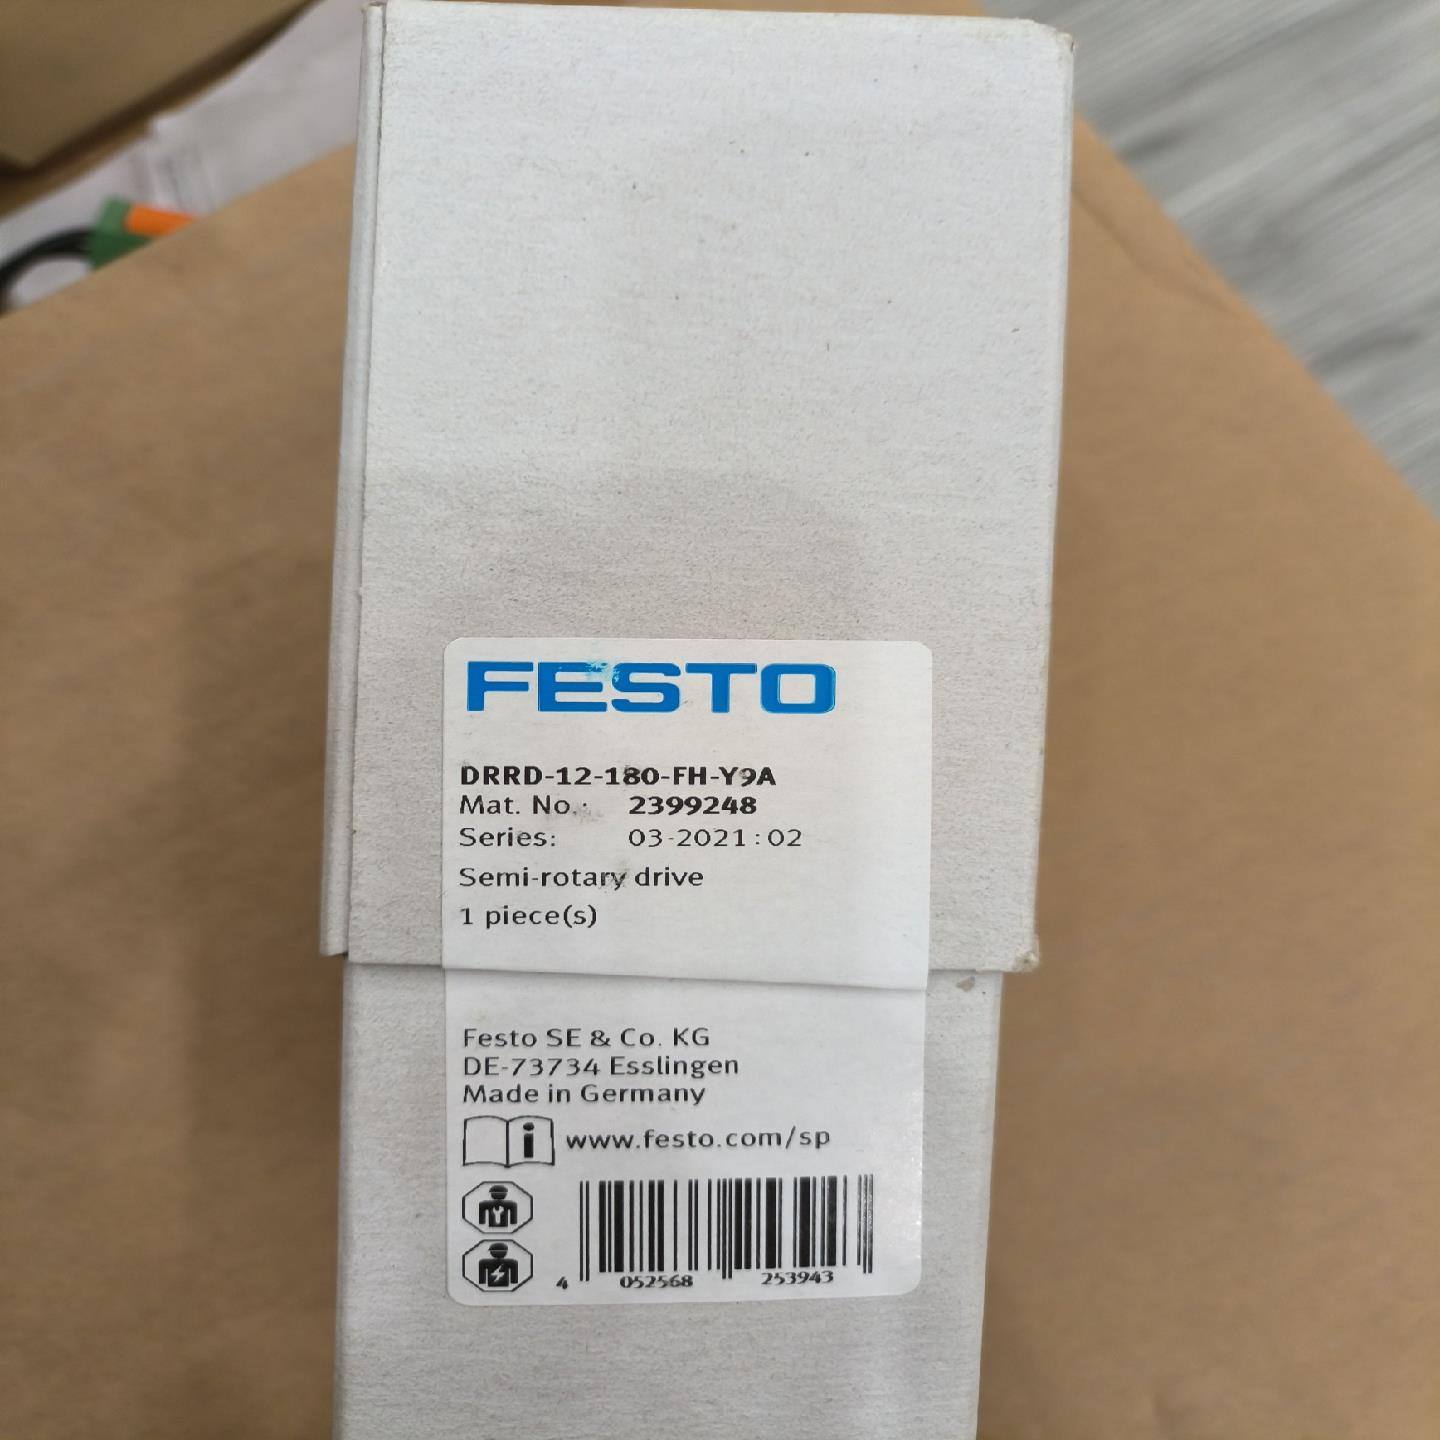 FESTO
DRRD-12-180-FH-Y9A
Mat. No.: 2399248
Series: 03-2021:02
Semi-rotary drive
1 piece(s)
Festo SE & Co. KG
DE-73734 Esslingen
Made in Germany
i www.festo.com/sp
4 052568 253943